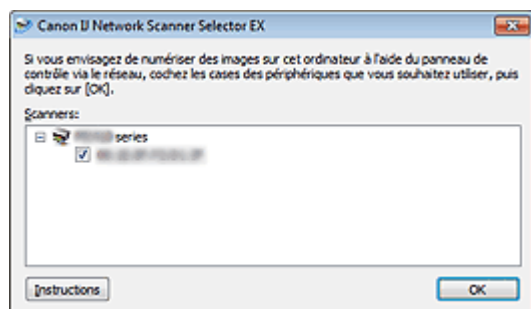 Canon IJ Network Scanner Selector EX
Si vous envisagez de numériser des images sur cet ordinateur à l'aide du panneau de
contrôle via le réseau, cochez les cases des périphériques que vous souhaitez utiliser, puis
cliquez sur [OK].
Scanners:
series
Instructions
OK